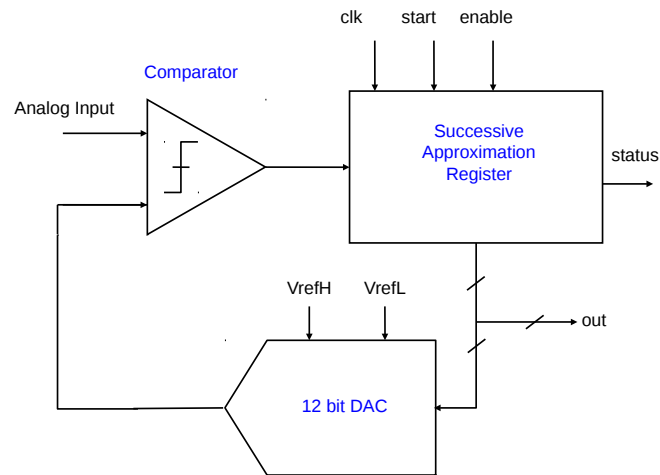 clk
start
enable
Comparator
Analog Input
Successive
Approximation
Register
status
VrefH
VrefL
out
12 bit DAC